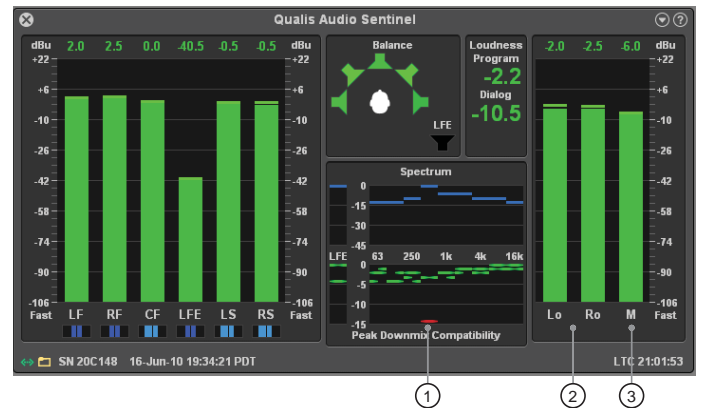 Qualis Audio Sentinel
?
dBu 2.0 2.5 0.0 -40.5 -0.5 -0.5 dBu
+22 +22
+6 +6
-10 -10
-26 -26
-42 -42
-58 -58
-74 -74
-90 -90
-106 -106
Fast LF RF CF LFE LS RS Fast
Balance
LFE
Loudness
Program
-2.2
Dialog
-10.5
Spectrum
0
-15
-30
-45
LFE 63 250 1k 4k 16k
0
-5
-10
-15
Peak Downmix Compatibility
-2.0 -2.5 -6.0 dBu
+22
+6
-10
-26
-42
-58
-74
-90
-106
Lo Ro M Fast
SN 20C148 16-Jun-10 19:34:21 PDT LTC 21:01:53
1 2 3